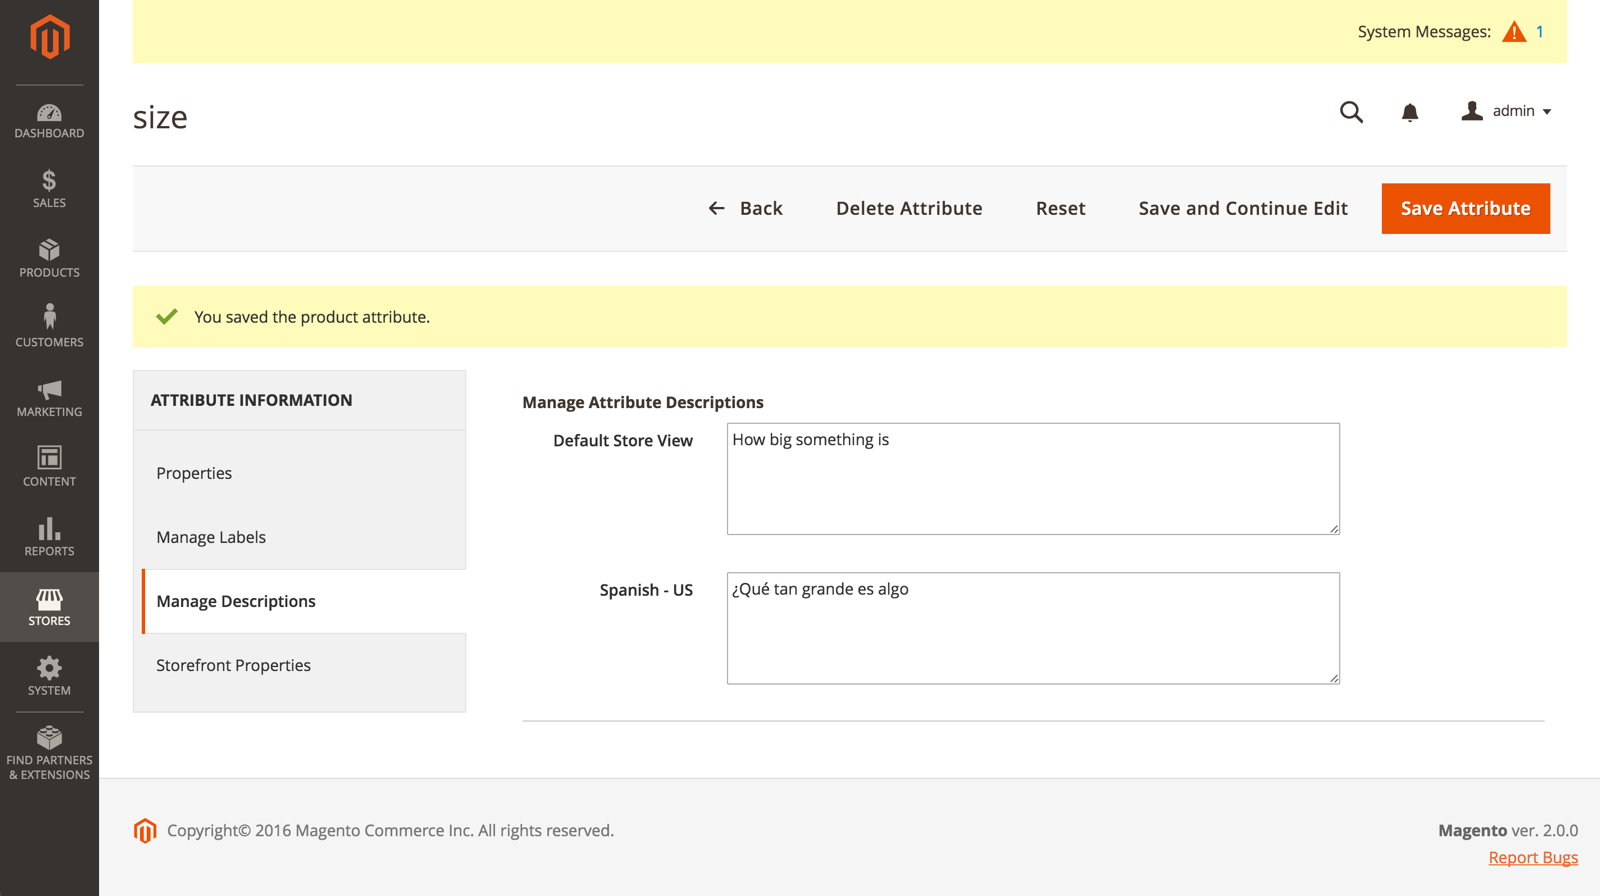 System Messages: 1
size
admin
DASHBOARD
SALES
PRODUCTS
CUSTOMERS
MARKETING
CONTENT
REPORTS
STORES
SYSTEM
FIND PARTNERS
& EXTENSIONS
Back
Delete Attribute
Reset
Save and Continue Edit
Save Attribute
You saved the product attribute.
ATTRIBUTE INFORMATION
Properties
Manage Labels
Manage Descriptions
Storefront Properties
Manage Attribute Descriptions
Default Store View
How big something is
Spanish - US
¿Qué tan grande es algo
Copyright© 2016 Magento Commerce Inc. All rights reserved.
Magento ver. 2.0.0
Report Bugs